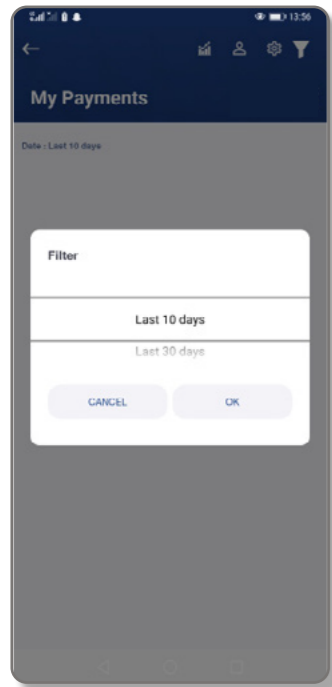 13:56
My Payments
Date : Last 10 days
Filter
Last 10 days
Last 30 days
CANCEL
OK